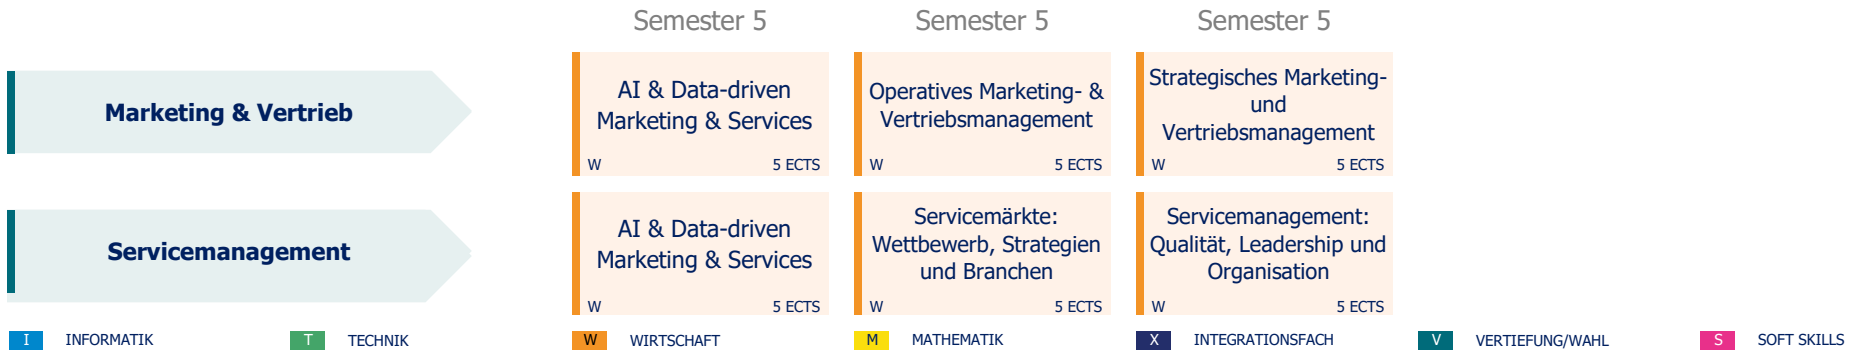 Semester 5
Semester 5
Semester 5
Marketing & Vertrieb
AI & Data-driven
Marketing & Services
W
5 ECTS
Operatives Marketing- &
Vertriebsmanagement
W
5 ECTS
Strategisches Marketing-
und
Vertriebsmanagement
W
5 ECTS
Servicemanagement
AI & Data-driven
Marketing & Services
W
5 ECTS
Servicemärkte:
Wettbewerb, Strategien
und Branchen
W
5 ECTS
Servicemanagement:
Qualität, Leadership und
Organisation
W
5 ECTS
I INFORMATIK
T TECHNIK
W WIRTSCHAFT
M MATHEMATIK
X INTEGRATIONSFACH
V VERTIEFUNG/WAHL
S SOFT SKILLS